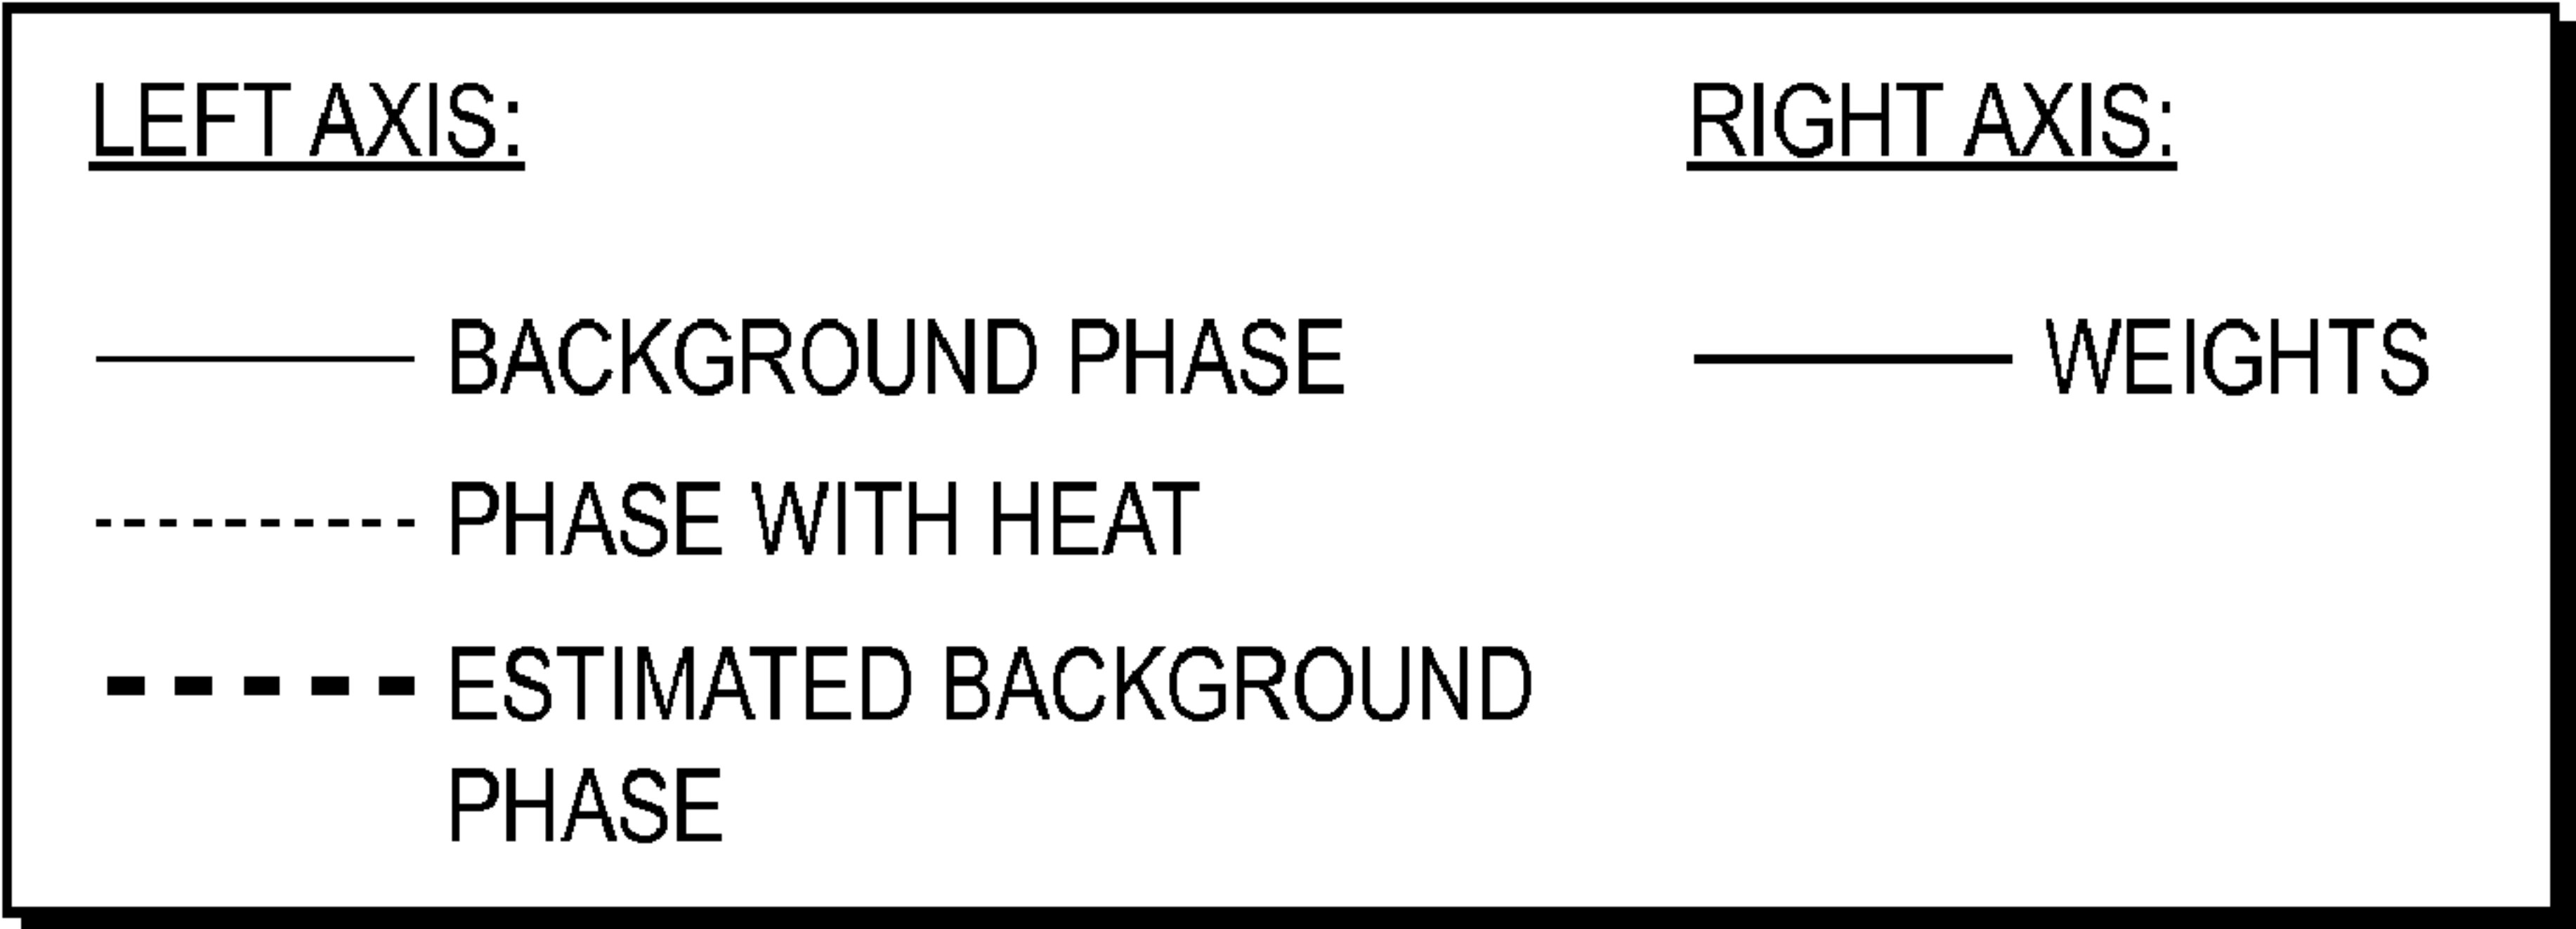 LEFT AXIS:
BACKGROUND PHASE
PHASE WITH HEAT
ESTIMATED BACKGROUND
PHASE
RIGHT AXIS:
WEIGHTS